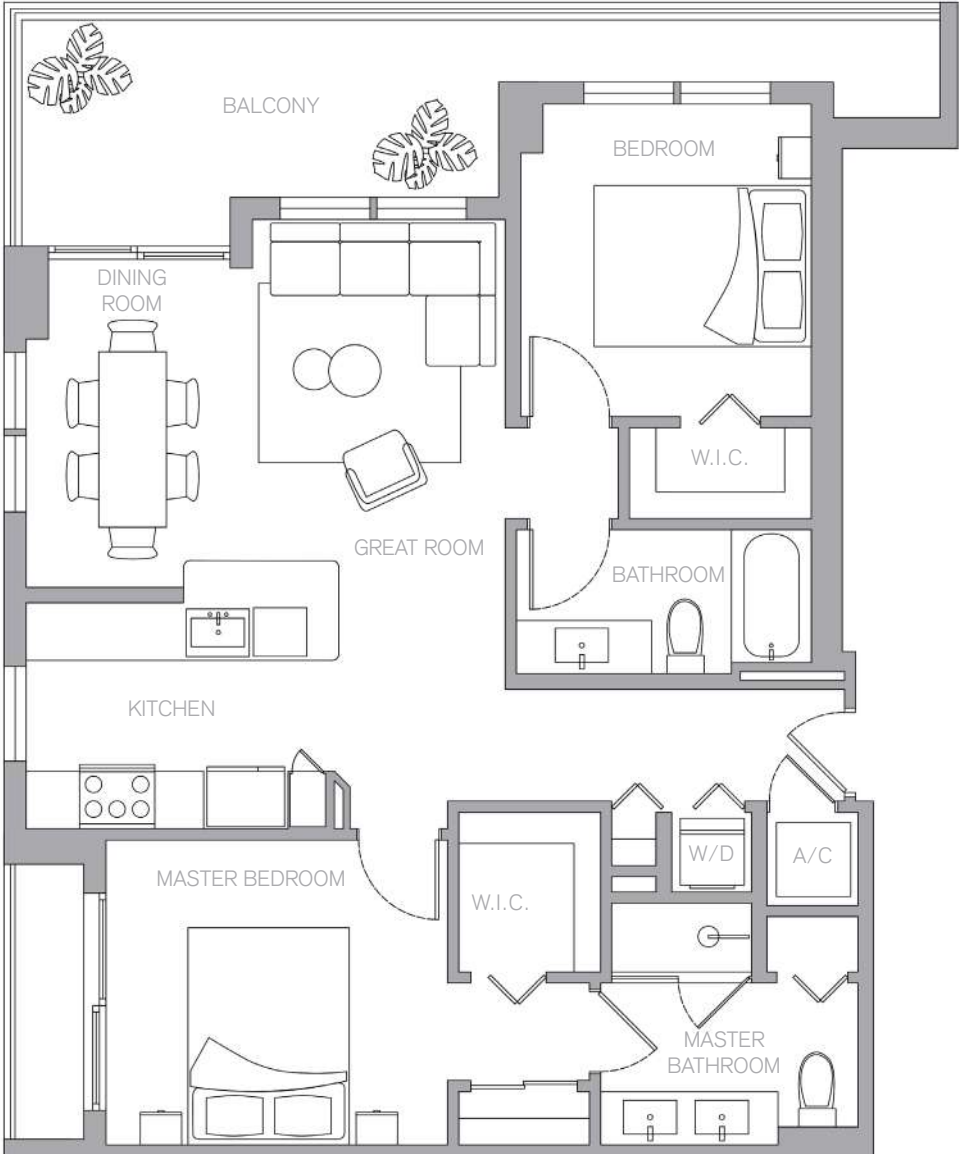 BALCONY
BEDROOM
DINING
ROOM
W.I.C.
GREAT ROOM
BATHROOM
KITCHEN
W/D
A/C
MASTER BEDROOM
W.I.C.
MASTER
BATHROOM